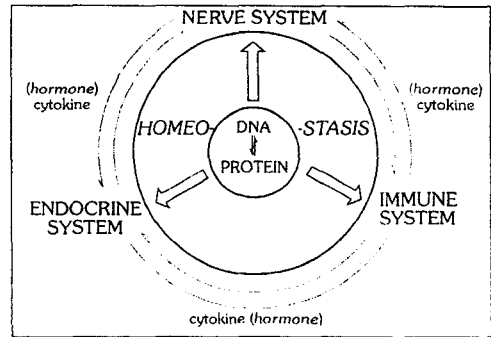 NERVE SYSTEM
(hormone)
cytokine
(hormone)
cytokine
HOMEO-
DNA
-STASIS
PROTEIN
ENDOCRINE
SYSTEM
IMMUNE
SYSTEM
cytokine (hormone)